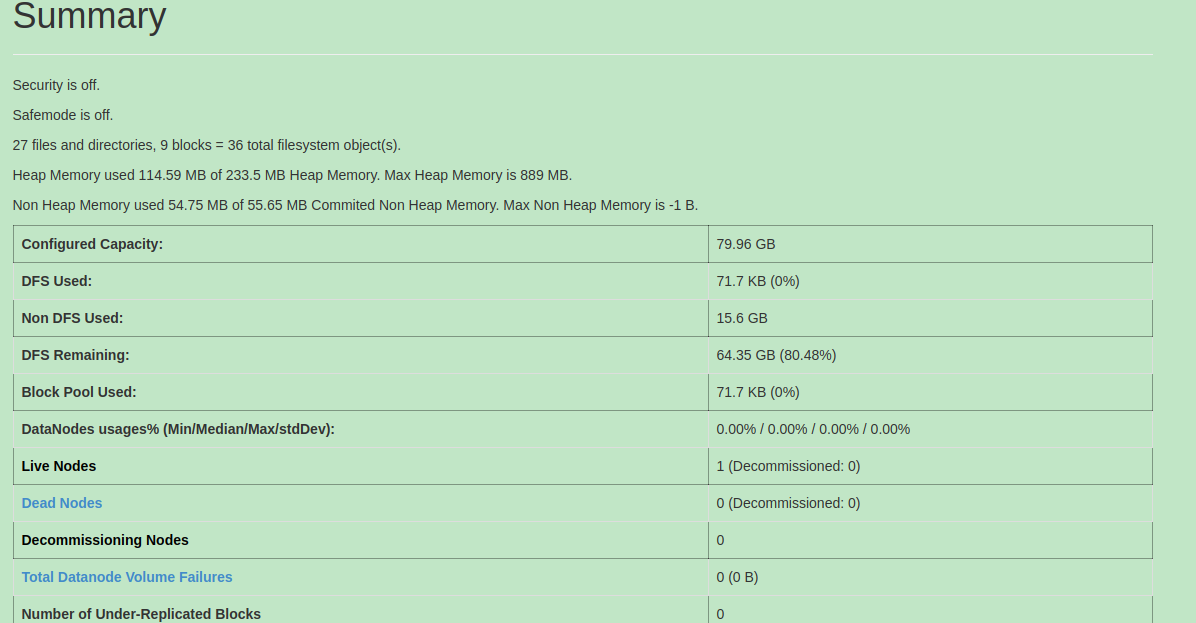 Summary
Security is off.
Safemode is off.
27 files and directories, 9 blocks = 36 total filesystem object(s).
Heap Memory used 114.59 MB of 233.5 MB Heap Memory. Max Heap Memory is 889 MB.
Non Heap Memory used 54.75 MB of 55.65 MB Commited Non Heap Memory. Max Non Heap Memory is -1 B.
Configured Capacity: 79.96 GB
DFS Used: 71.7 KB (0%)
Non DFS Used: 15.6 GB
DFS Remaining: 64.35 GB (80.48%)
Block Pool Used: 71.7 KB (0%)
DataNodes usages% (Min/Median/Max/stdDev): 0.00% / 0.00% / 0.00% / 0.00%
Live Nodes 1 (Decommissioned: 0)
Dead Nodes 0 (Decommissioned: 0)
Decommissioning Nodes 0
Total Datanode Volume Failures 0 (0 B)
Number of Under-Replicated Blocks 0